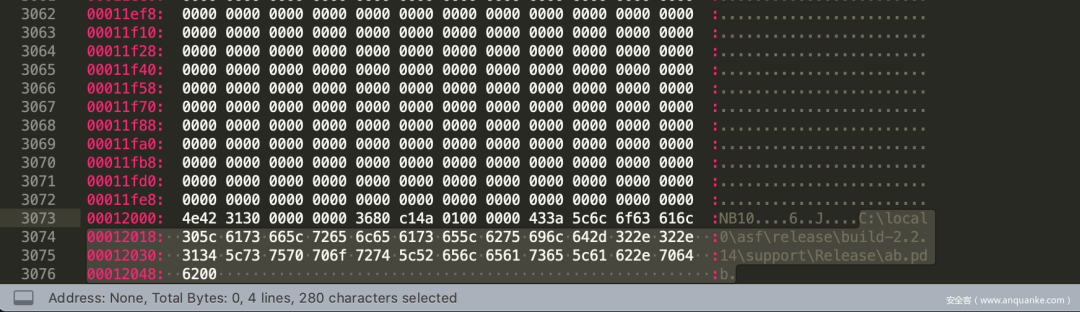 3062 00011ef8: 0000 0000 0000 0000 0000 0000 0000 0000 0000 0000 0000 0000 :........................
3063 00011f10: 0000 0000 0000 0000 0000 0000 0000 0000 0000 0000 0000 0000 :........................
3064 00011f28: 0000 0000 0000 0000 0000 0000 0000 0000 0000 0000 0000 0000 :........................
3065 00011f40: 0000 0000 0000 0000 0000 0000 0000 0000 0000 0000 0000 0000 :........................
3066 00011f58: 0000 0000 0000 0000 0000 0000 0000 0000 0000 0000 0000 0000 :........................
3067 00011f70: 0000 0000 0000 0000 0000 0000 0000 0000 0000 0000 0000 0000 :........................
3068 00011f88: 0000 0000 0000 0000 0000 0000 0000 0000 0000 0000 0000 0000 :........................
3069 00011fa0: 0000 0000 0000 0000 0000 0000 0000 0000 0000 0000 0000 0000 :........................
3070 00011fb8: 0000 0000 0000 0000 0000 0000 0000 0000 0000 0000 0000 0000 :........................
3071 00011fd0: 0000 0000 0000 0000 0000 0000 0000 0000 0000 0000 0000 0000 :........................
3072 00011fe8: 0000 0000 0000 0000 0000 0000 0000 0000 0000 0000 0000 0000 :........................
3073 00012000: 4e42 3130 0000 0000 3680 c14a 0100 0000 433a 5c6c 6f63 616c :NB10....6..J....C:\local
3074 00012018: 305c 6173 665c 7265 6c65 6173 655c 6275 696c 642d 322e 322e :0\asf\release\build-2.2.
3075 00012030: 3134 5c73 7570 706f 7274 5c52 656c 6561 7365 5c61 622e 7064 :14\support\Release\ab.pd
3076 00012048: 6200 :b.
Address: None, Total Bytes: 0, 4 lines, 280 characters selected
安全客（www.anquanke.com）